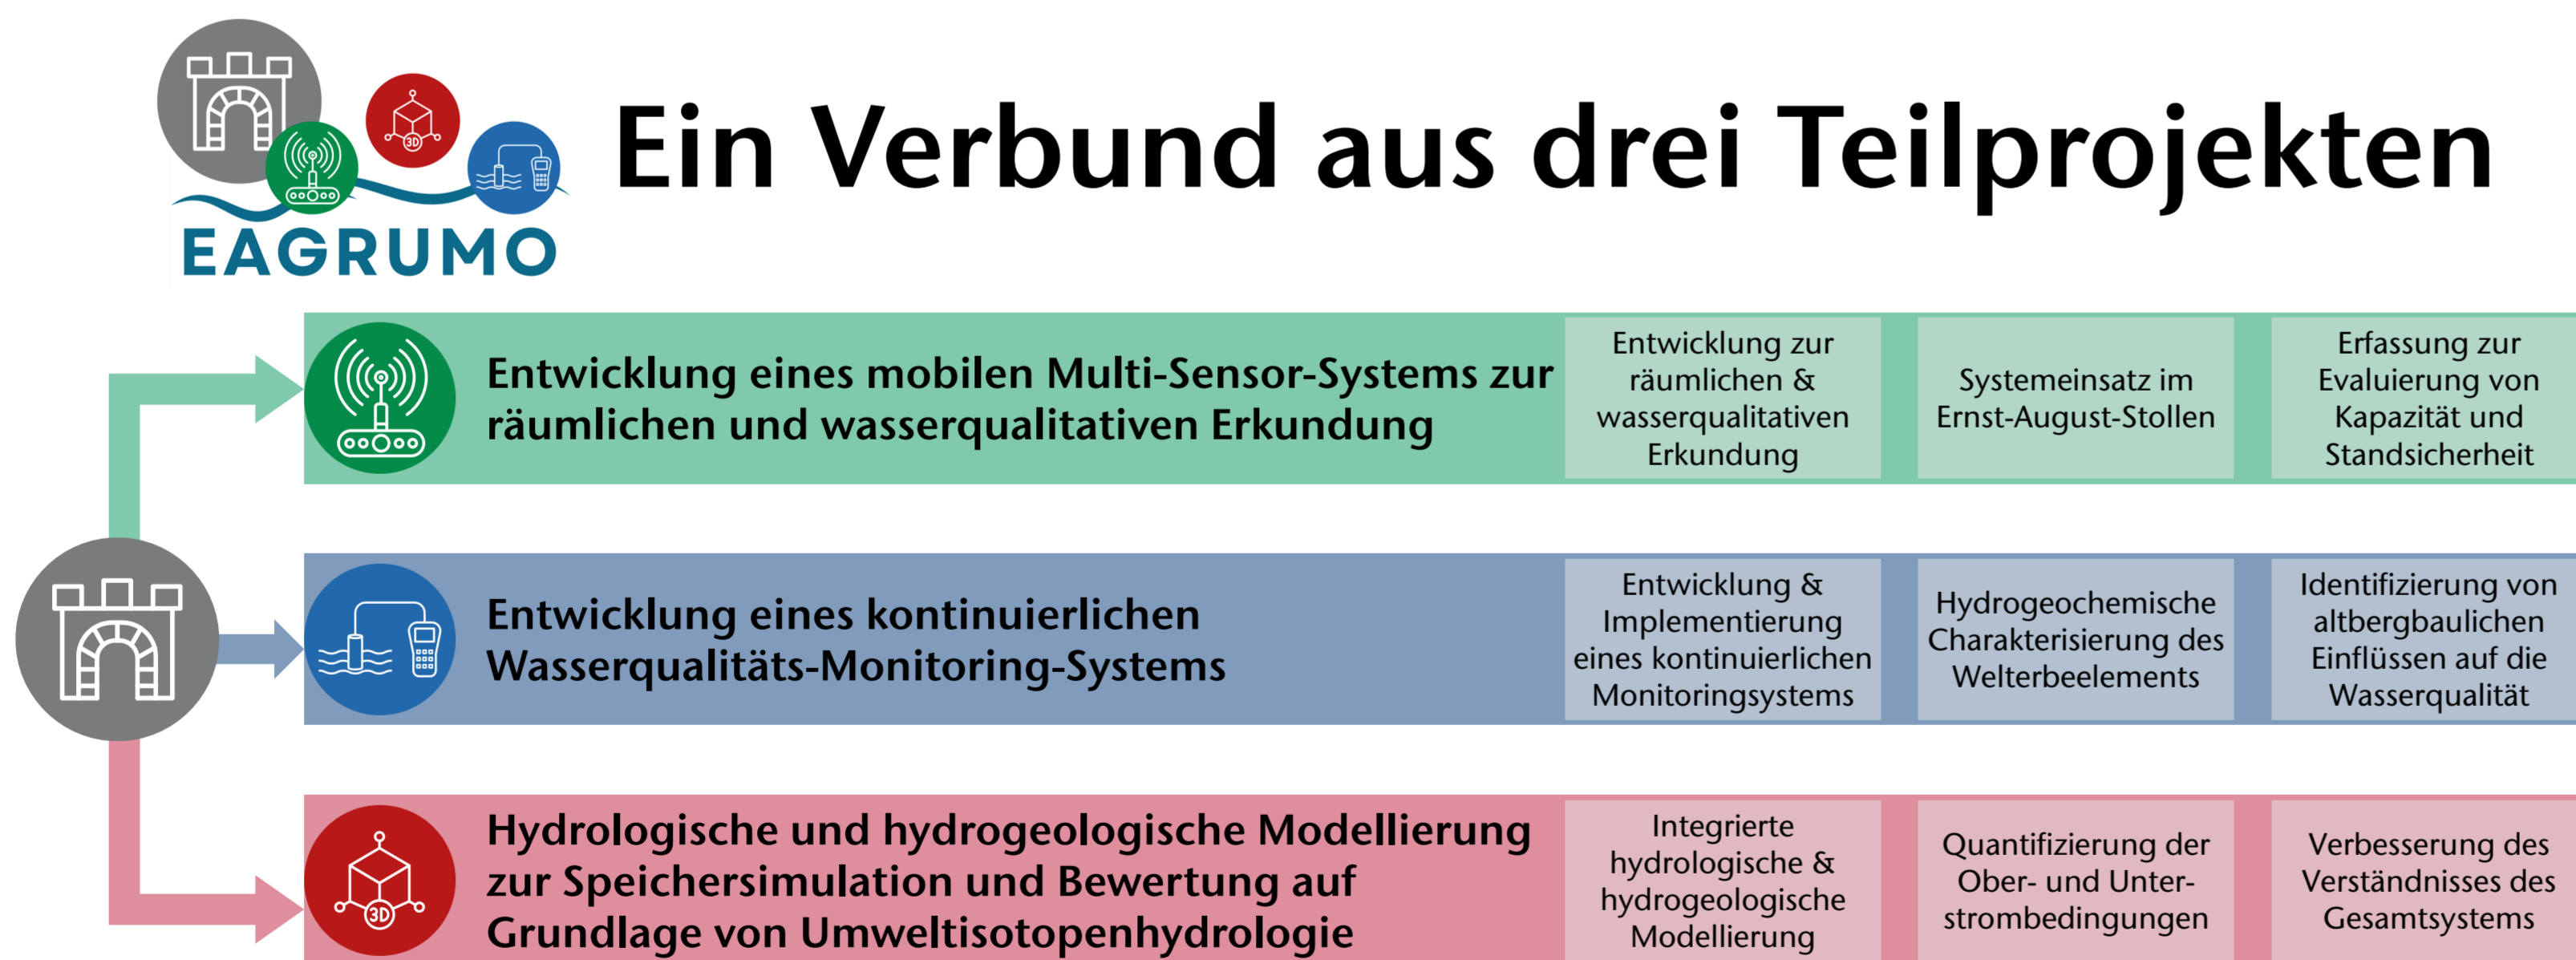 Ein Verbund aus drei Teilprojekten
3D
EAGRUMO
Entwicklung eines mobilen Multi-Sensor-Systems zur
räumlichen und wasserqualitativen Erkundung
Entwicklung zur
räumlichen &
wasserqualitativen
Erkundung
Systemeinsatz im
Ernst-August-Stollen
Erfassung zur
Evaluierung von
Kapazität und
Standsicherheit
Entwicklung eines kontinuierlichen
Wasserqualitäts-Monitoring-Systems
Entwicklung &
Implementierung
eines kontinuierlichen
Monitoringsystems
Hydrogeochemische
Charakterisierung des
Welterbeelements
Identifizierung von
altbergbaulichen
Einflüssen auf die
Wasserqualität
3D
Hydrologische und hydrogeologische Modellierung
zur Speichersimulation und Bewertung auf
Grundlage von Umweltisotopenhydrologie
Integrierte
hydrologische &
hydrogeologische
Modellierung
Quantifizierung der
Ober- und Unter-
strombedingungen
Verbesserung des
Verständnisses des
Gesamtsystems